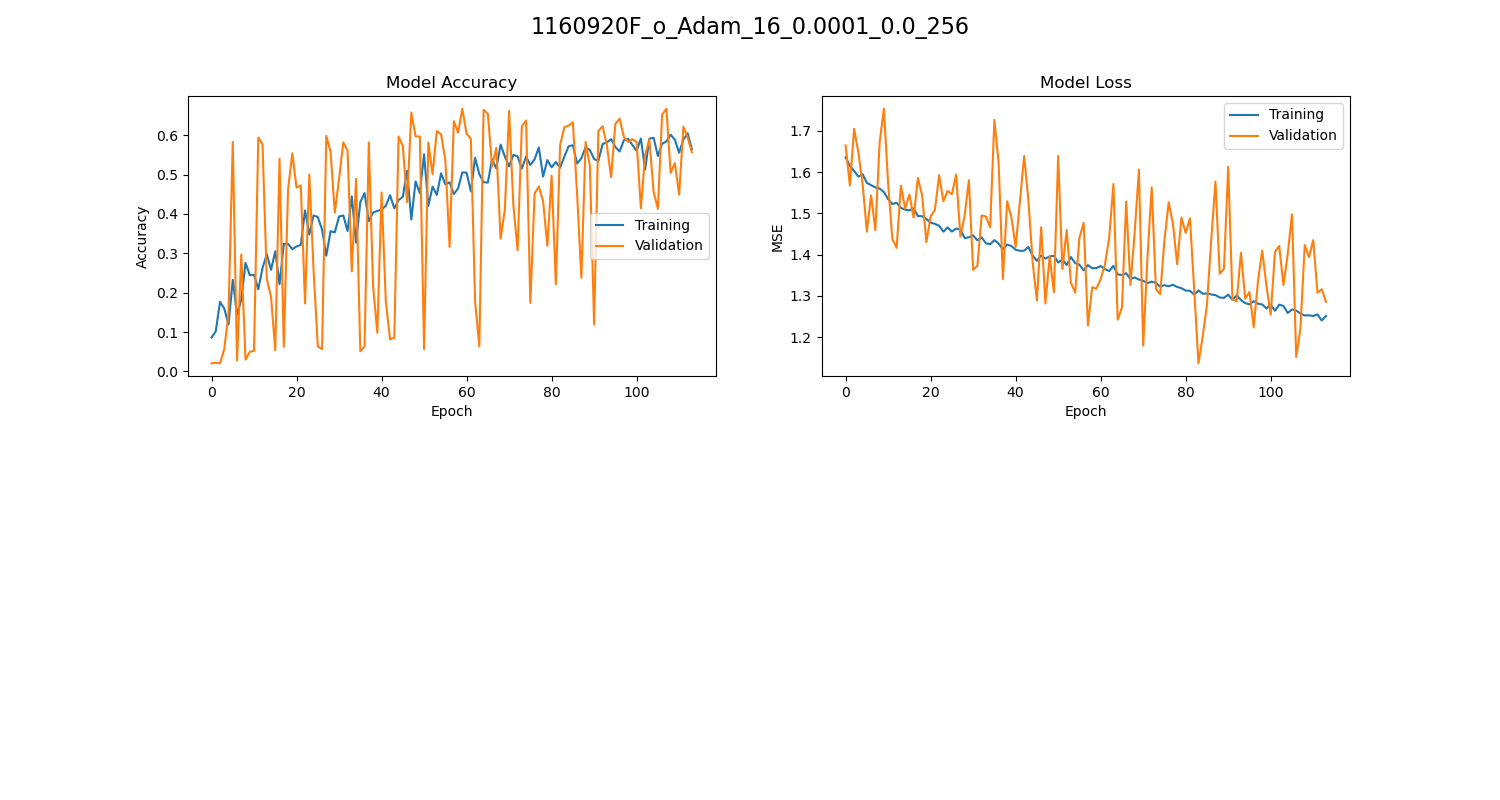 1160920F_o_Adam_16_0.0001_0.0_256
Model Accuracy
Model Loss
Accuracy
0.6
0.5
0.4
0.3
0.2
0.1
0.0
Training
Validation
0 20 40 60 80 100
Epoch
MSE
1.7
1.6
1.5
1.4
1.3
1.2
Training
Validation
0 20 40 60 80 100
Epoch